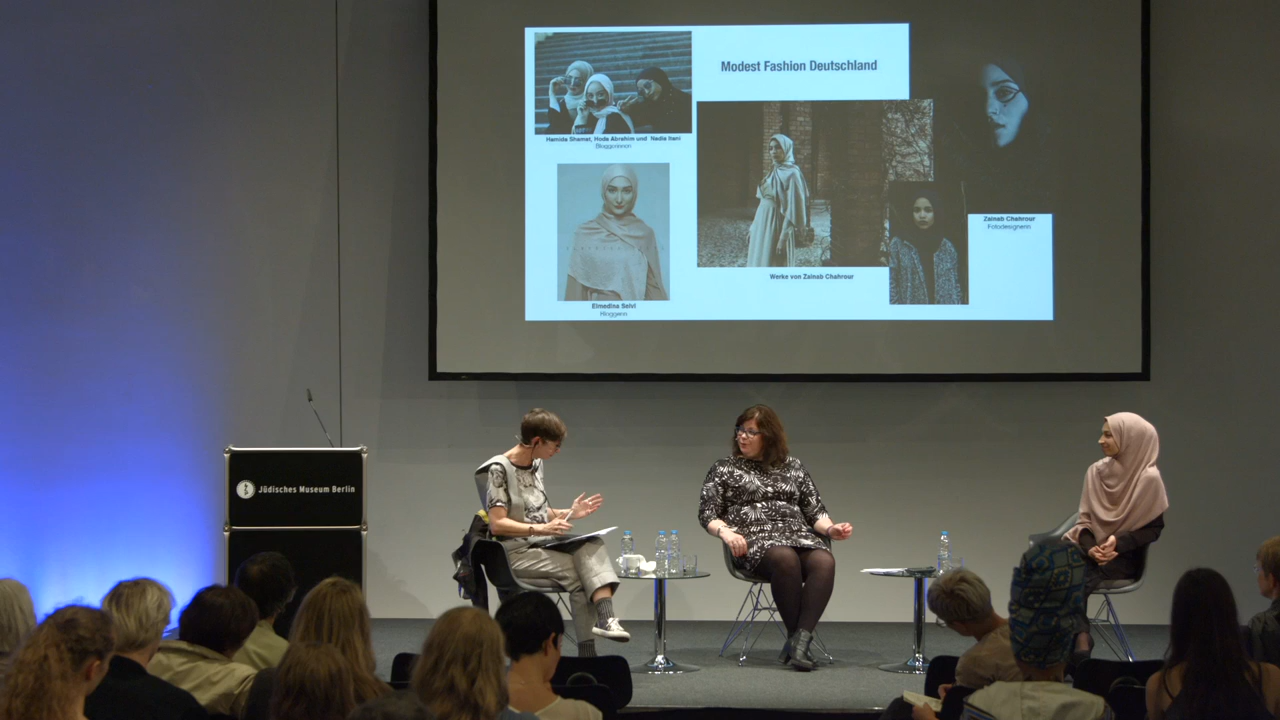 Modest Fashion Deutschland
Hamida Shamat, Hoda Abrahim und Nadia Itani
Bloggerinnen
Elmedina Selvi
Bloggerin
Werke von Zainab Chahrour
Zainab Chahrour
Fotodesignerin
Jüdisches Museum Berlin